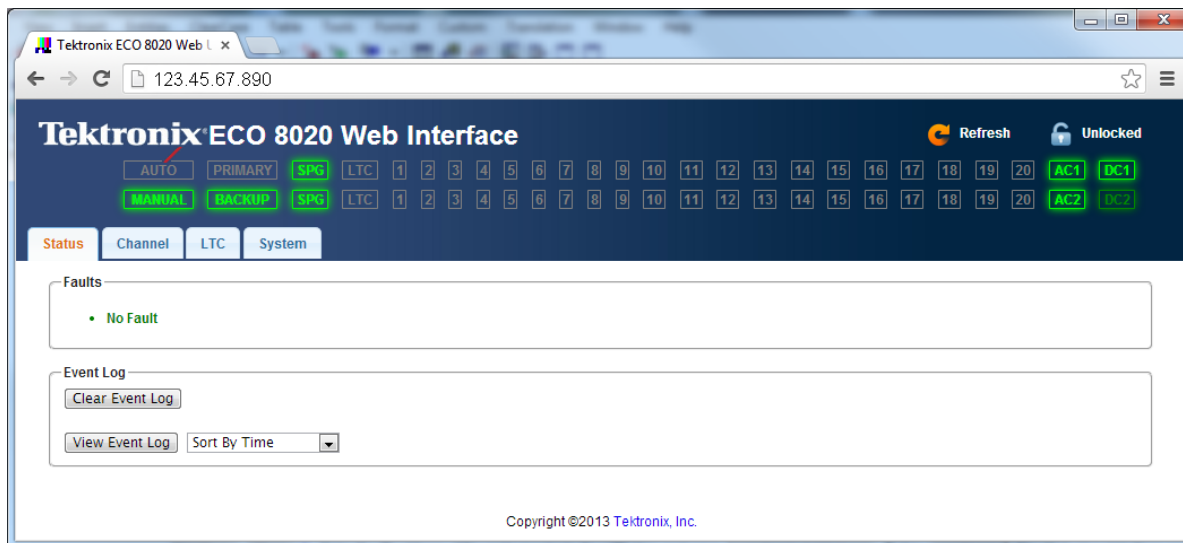 Tektronix ECO 8020 Web U
123.45.67.890
Tektronix® ECO 8020 Web Interface
Refresh
Unlocked
AUTO PRIMARY SPG LTC 1 2 3 4 5 6 7 8 9 10 11 12 13 14 15 16 17 18 19 20 AC1 DC1
MANUAL BACKUP SPG LTC 1 2 3 4 5 6 7 8 9 10 11 12 13 14 15 16 17 18 19 20 AC2 DC2
Status Channel LTC System
Faults
• No Fault
Event Log
Clear Event Log
View Event Log Sort By Time
Copyright ©2013 Tektronix, Inc.